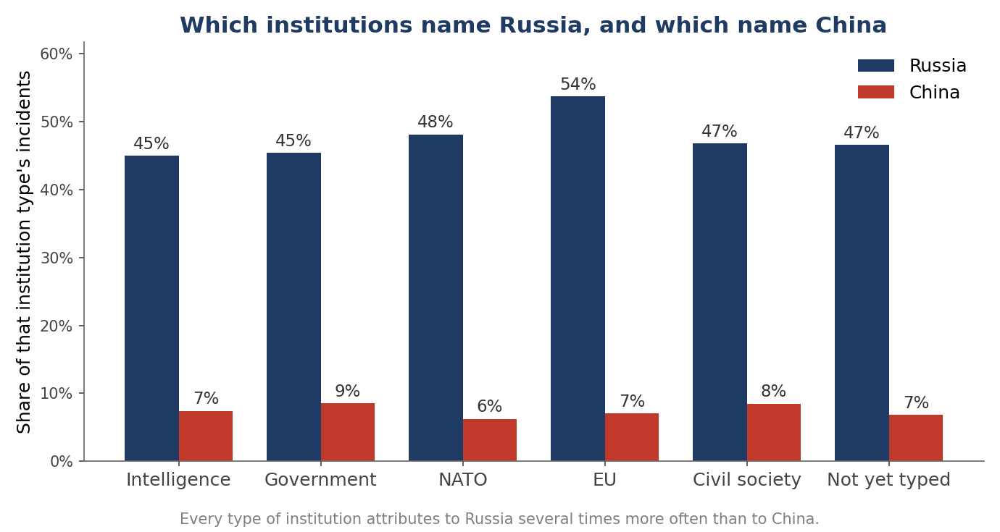 Which institutions name Russia, and which name China
Share of that institution type's incidents
60%
50%
40%
30%
20%
10%
0%
Russia
China
45%
7%
45%
9%
48%
6%
54%
7%
47%
8%
47%
7%
Intelligence
Government
NATO
EU
Civil society
Not yet typed
Every type of institution attributes to Russia several times more often than to China.